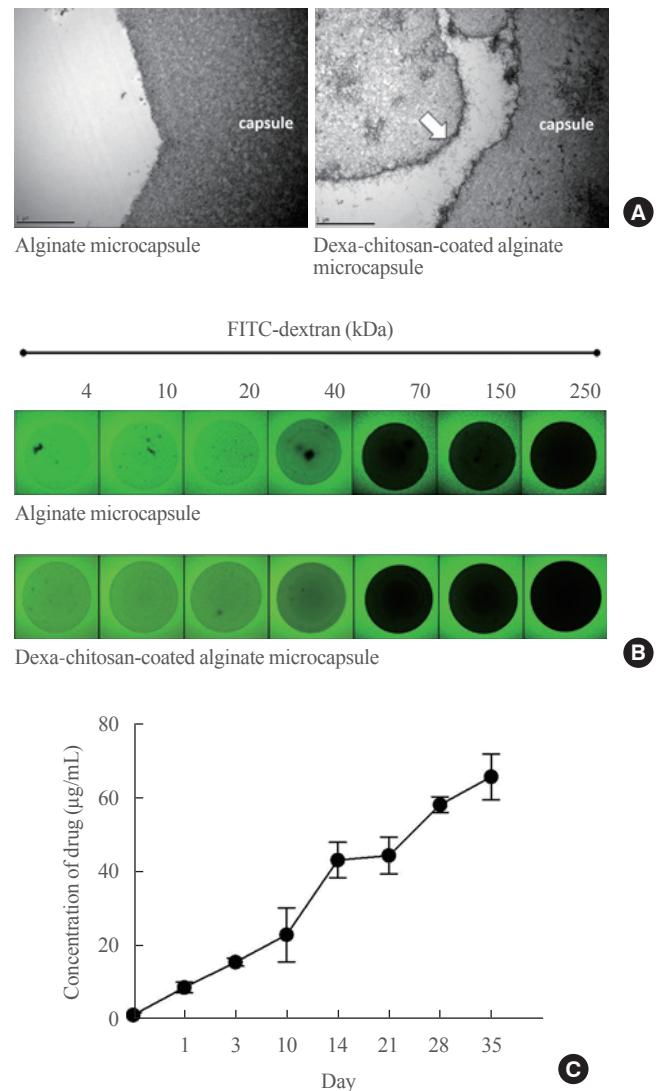 capsule
capsule
A
Alginate microcapsule
Dexa-chitosan-coated alginate
microcapsule
FITC-dextran (kDa)
4 10 20 40 70 150 250
Alginate microcapsule
Dexa-chitosan-coated alginate microcapsule
B
80
60
40
20
0
Concentration of drug (µg/mL)
1 3 10 14 21 28 35
Day
C